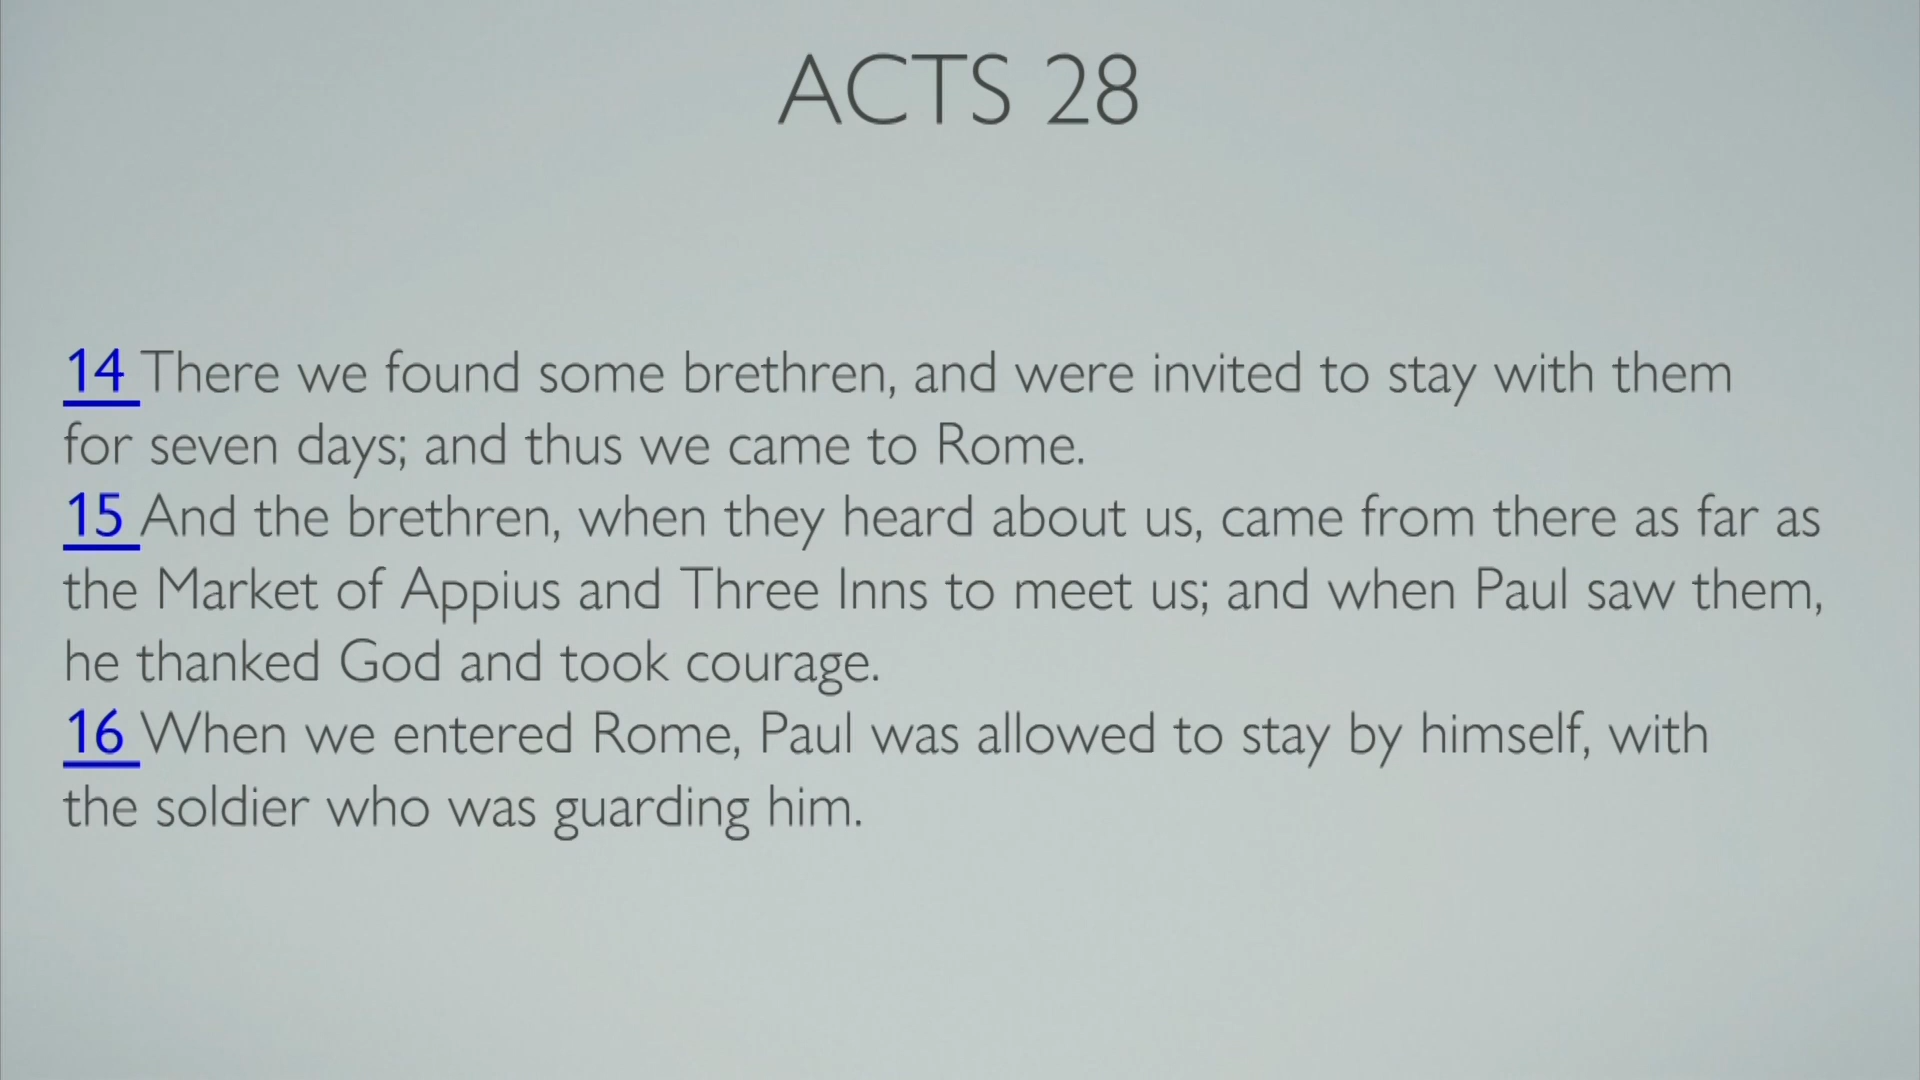 ACTS 28
14 There we found some brethren, and were invited to stay with them
for seven days; and thus we came to Rome.
15 And the brethren, when they heard about us, came from there as far as
the Market of Appius and Three Inns to meet us; and when Paul saw them,
he thanked God and took courage.
16 When we entered Rome, Paul was allowed to stay by himself, with
the soldier who was guarding him.